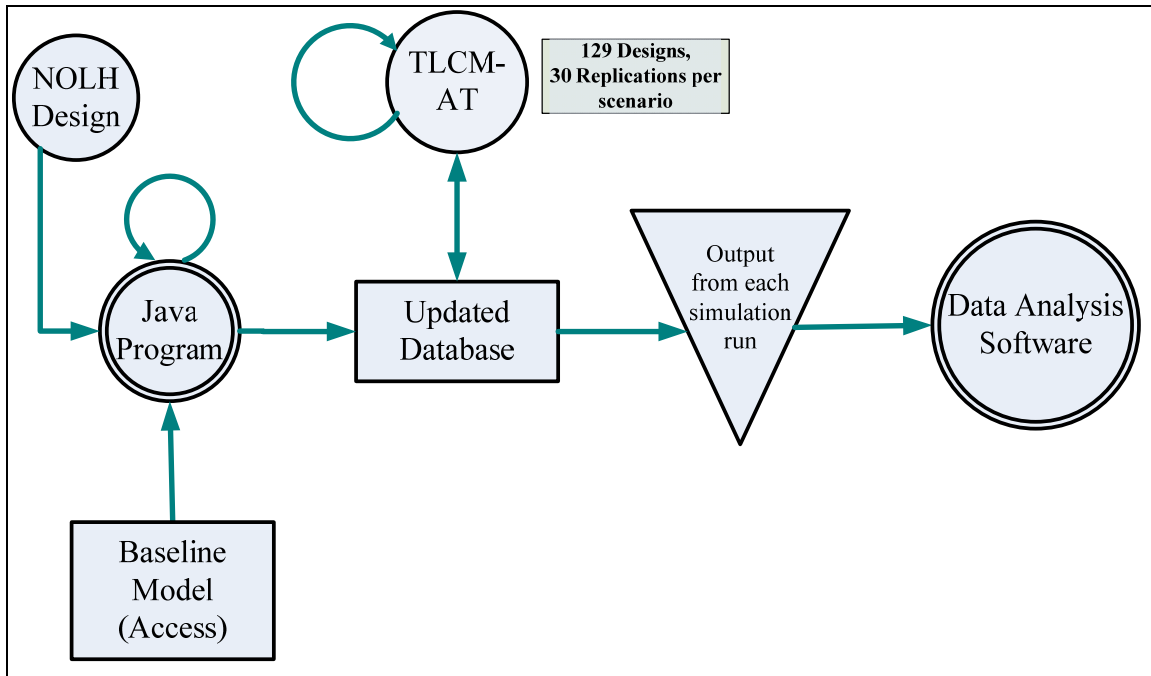 NOLH
Design
TLCM-
AT
129 Designs,
30 Replications per
scenario
Java
Program
Updated
Database
Output
from each
simulation
run
Data Analysis
Software
Baseline
Model
(Access)